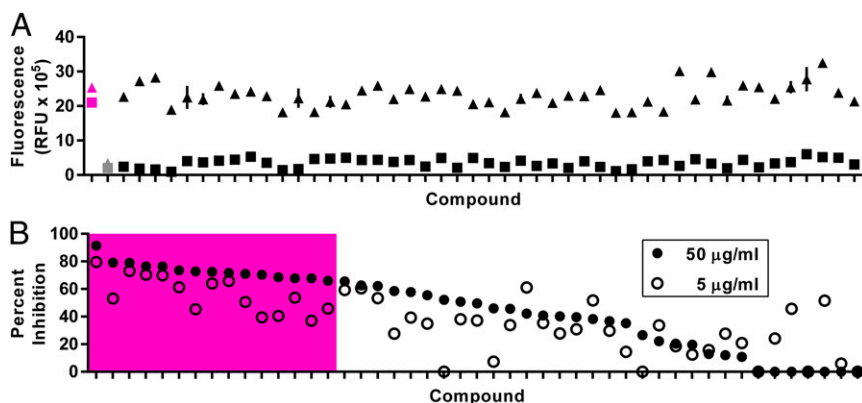 A
Fluorescence
(RFU x 10⁵)
40
30
20
10
0
Compound
B
Percent
Inhibition
100
80
60
40
20
0
50 μg/ml
5 μg/ml
Compound